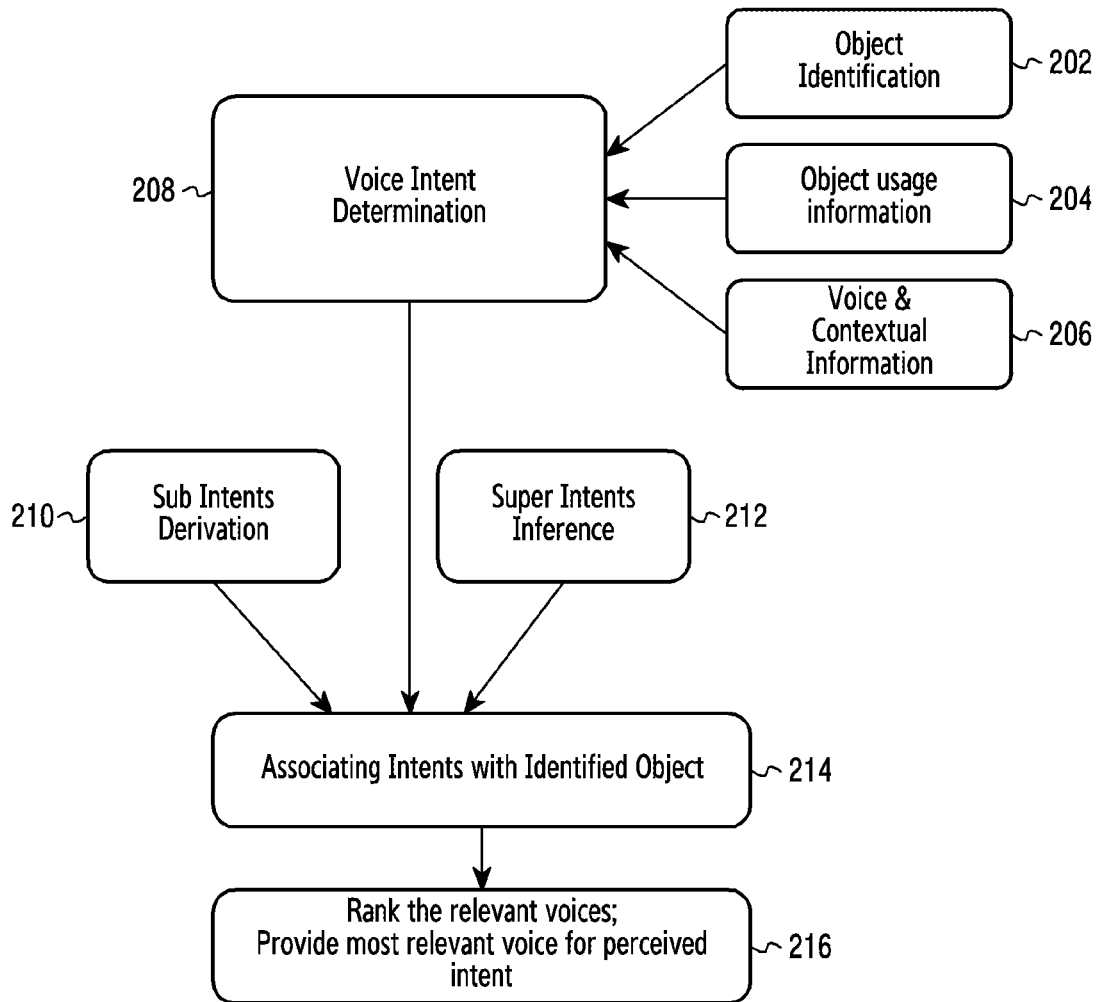 Object
Identification
202
208
Voice Intent
Determination
Object usage
information
204
Voice &
Contextual
Information
206
210
Sub Intents
Derivation
Super Intents
Inference
212
Associating Intents with Identified Object
214
Rank the relevant voices;
Provide most relevant voice for perceived
intent
216